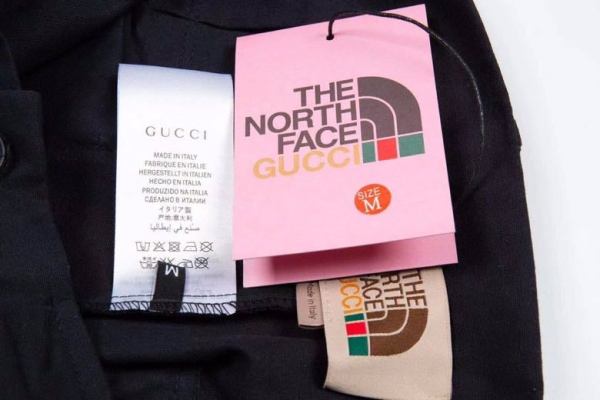 GUCCI
MADE IN ITALY
FABRIQUE EN ITALIE
HERGESTELLT IN ITALIEN
HECHO EN ITALIA
PRODUZIDO NA ITALIA
СДЕЛАНО В ИТАЛИИ
イタリア製
产地:意大利
صنع في إيطاليا
M
THE
NORTH
FACE
GUCCI
SIZE
M
Made in Italy
THE
NORTH
FACE
GUCCI